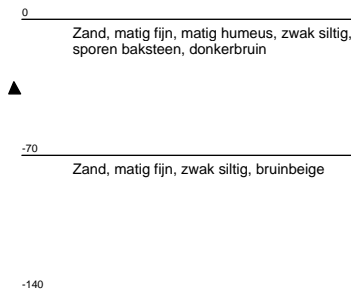 0
Zand, matig fijn, matig humeus, zwak siltig,
sporen baksteen, donkerbruin
-70
Zand, matig fijn, zwak siltig, bruinbeige
-140